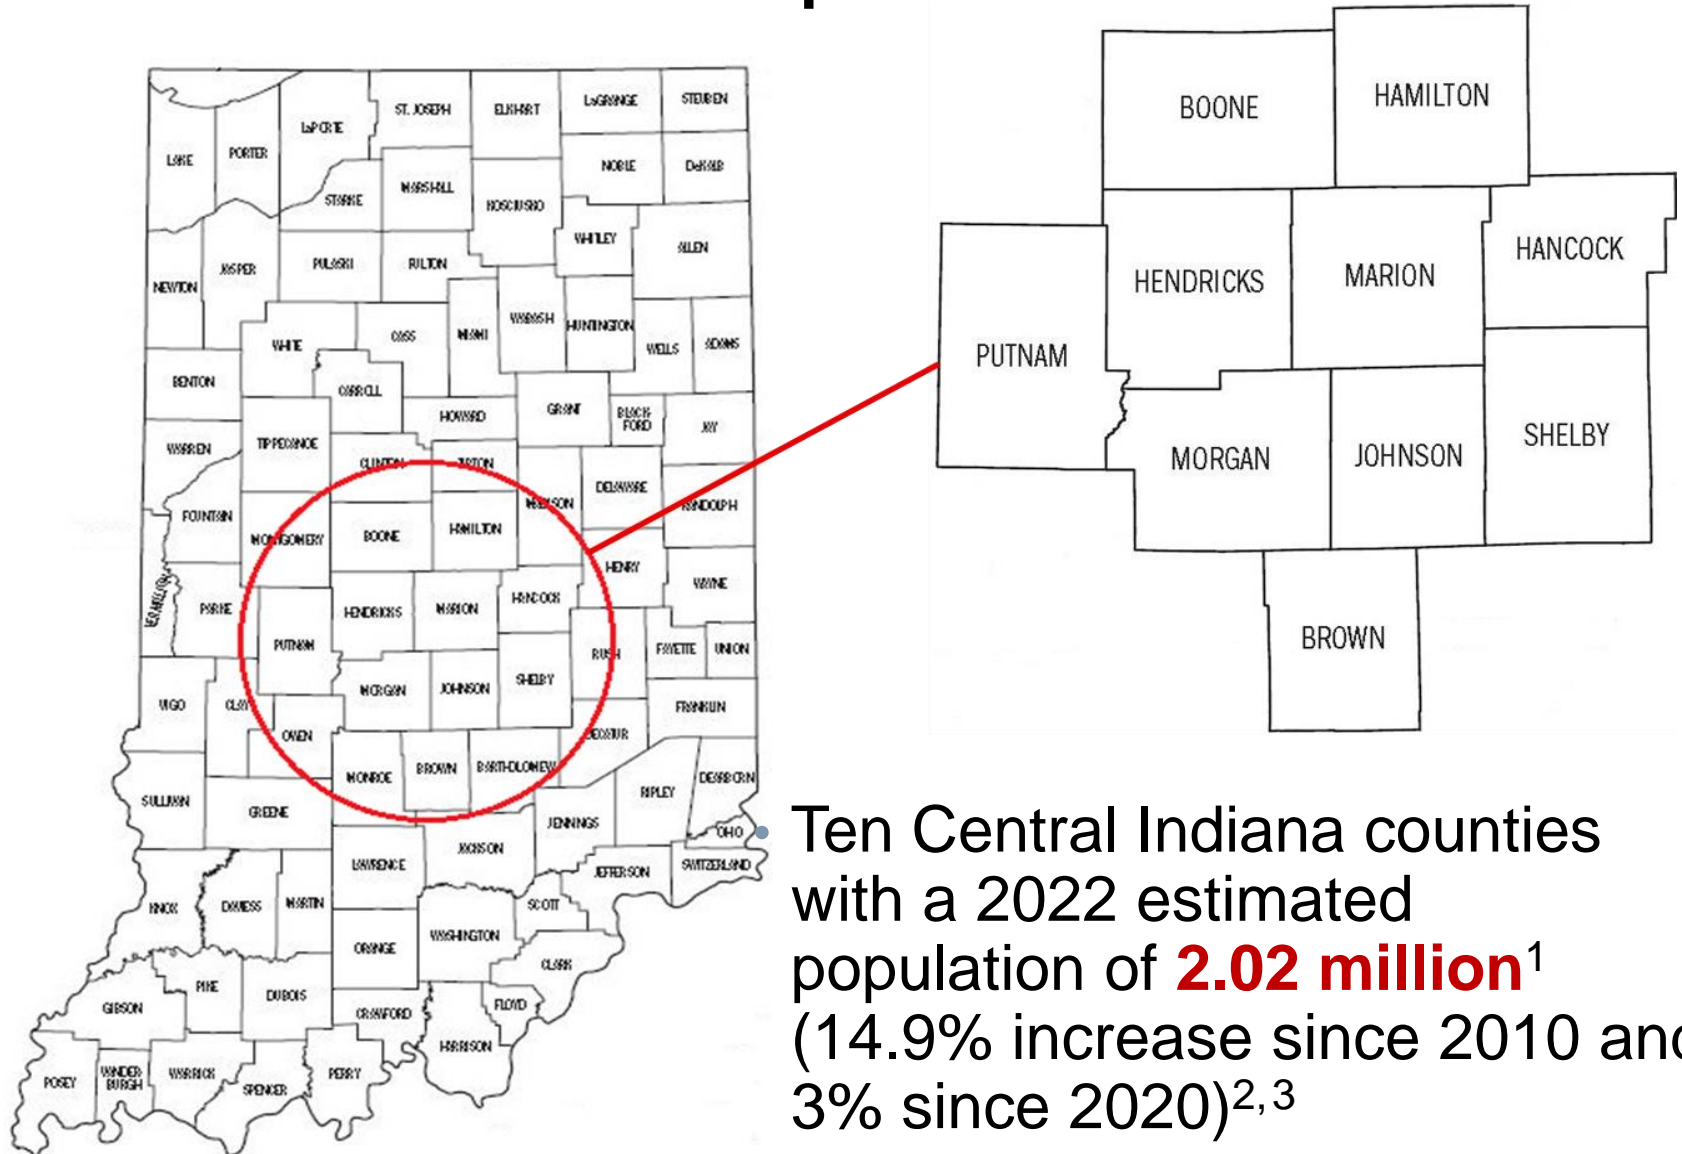 ST. JOSEPH
ELKHART
LaGRANGE
STEUBEN
LaPORTE
LAKE
PORTER
NOBLE
DeKALB
MARSHALL
STARKE
KOSCIUSKO
WHITLEY
ALLEN
JASPER
PULASKI
FULTON
NEWTON
WABASH
HUNTINGTON
MIAMI
CASS
WHITE
WELLS
ADAMS
BENTON
CARROLL
HOWARD
GRANT
BLACK-
FORD
JAY
WARREN
TIPPECANOE
CLINTON
TIPTON
DELAWARE
MADISON
RANDOLPH
FOUNTAIN
MONTGOMERY
BOONE
HAMILTON
HENRY
WAYNE
VERMILLION
PARKE
HENDRICKS
MARION
HANCOCK
PUTNAM
RUSH
FAYETTE
UNION
MORGAN
JOHNSON
SHELBY
VIGO
CLAY
FRANKLIN
OWEN
DECATUR
MONROE
BROWN
BARTHOLOMEW
DEARBORN
SULLIVAN
RIPLEY
GREENE
JENNINGS
OHIO
JACKSON
LAWRENCE
JEFFERSON
SWITZERLAND
KNOX
DAVIESS
MARTIN
SCOTT
ORANGE
WASHINGTON
CLARK
PIKE
DUBOIS
GIBSON
FLOYD
CRAWFORD
HARRISON
POSEY
VANDER-
BURGH
WARRICK
SPENCER
PERRY
BOONE
HAMILTON
HENDRICKS
MARION
HANCOCK
PUTNAM
MORGAN
JOHNSON
SHELBY
BROWN
• Ten Central Indiana counties
with a 2022 estimated
population of 2.02 million1
(14.9% increase since 2010 and
3% since 2020)2,3